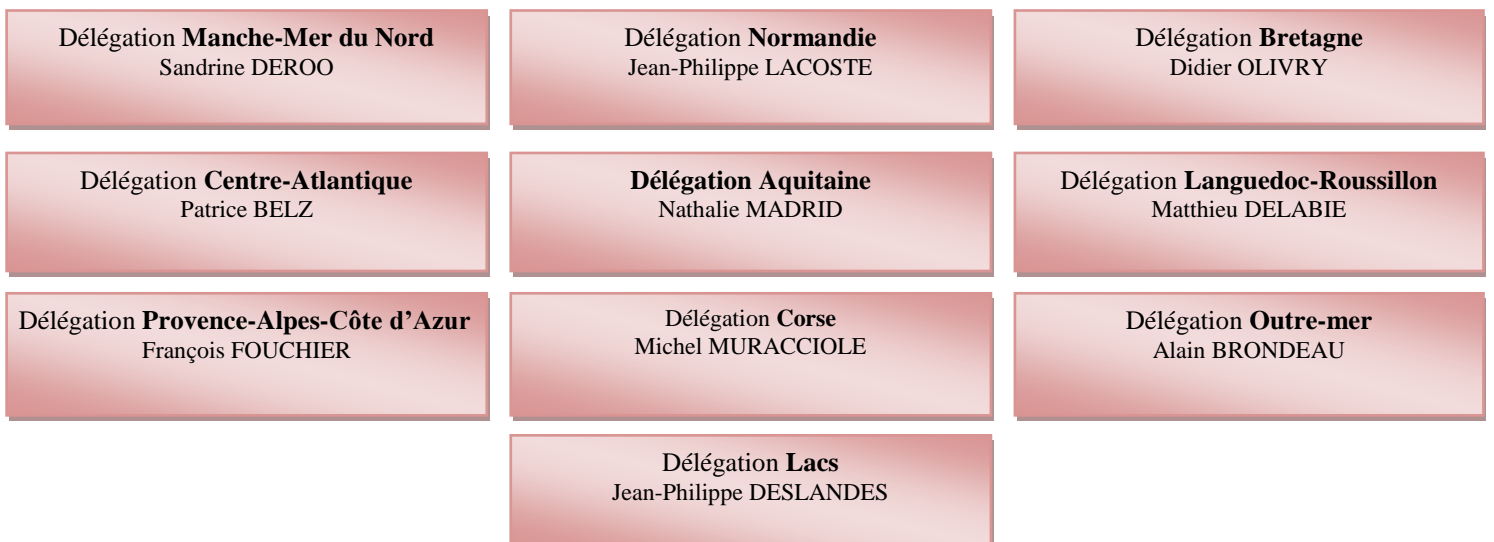 Délégation Manche-Mer du Nord
Sandrine DEROO
Délégation Normandie
Jean-Philippe LACOSTE
Délégation Bretagne
Didier OLIVRY
Délégation Centre-Atlantique
Patrice BELZ
Délégation Aquitaine
Nathalie MADRID
Délégation Languedoc-Roussillon
Matthieu DELABIE
Délégation Provence-Alpes-Côte d’Azur
François FOUCHIER
Délégation Corse
Michel MURACCIOLE
Délégation Outre-mer
Alain BRONDEAU
Délégation Lacs
Jean-Philippe DESLANDES